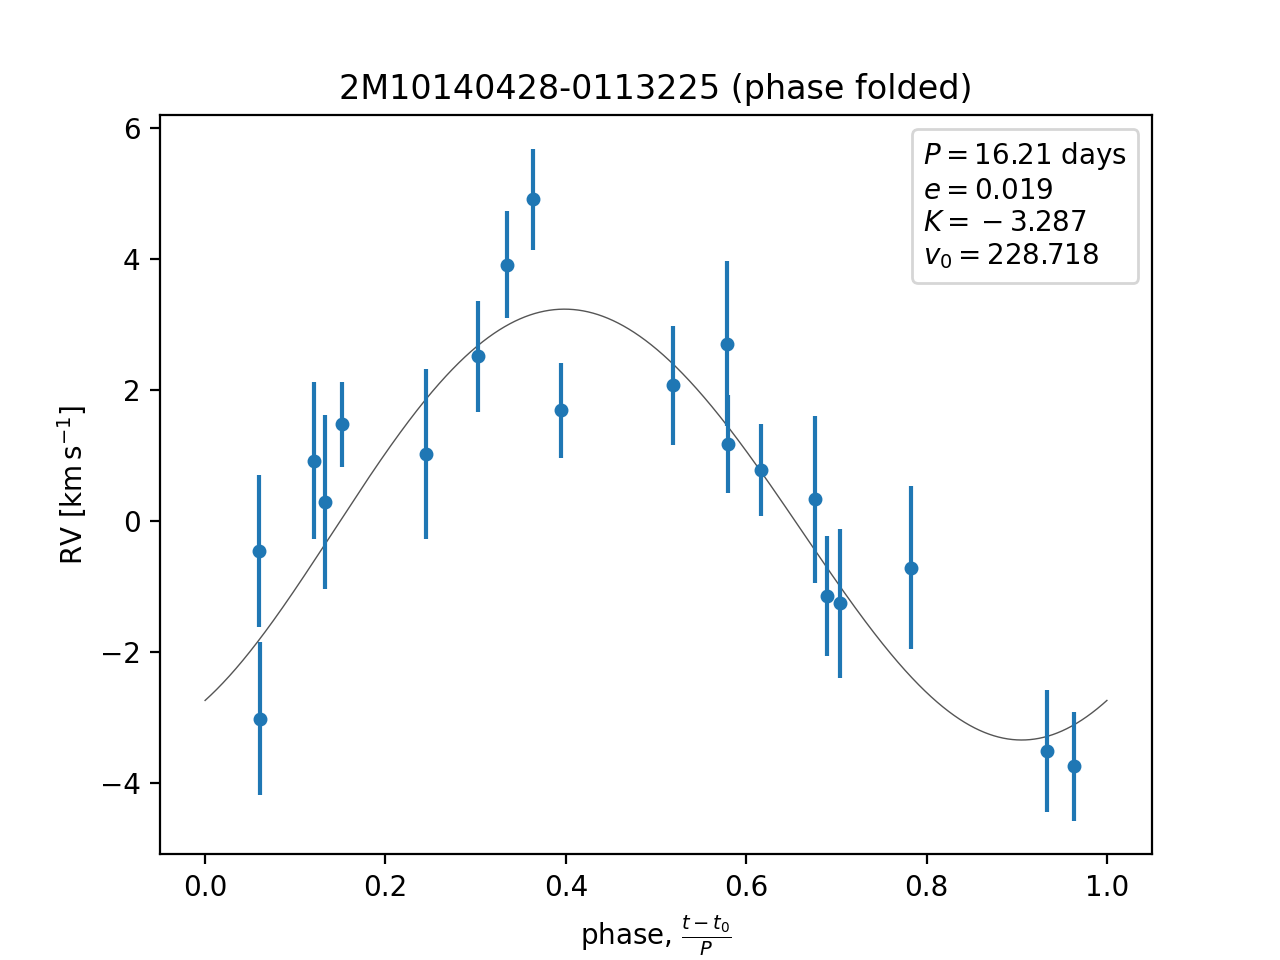 2M10140428-0113225 (phase folded)
P = 16.21 days
e = 0.019
K = −3.287
v₀ = 228.718
6
4
2
0
−2
−4
RV [km s⁻¹]
0.0 0.2 0.4 0.6 0.8 1.0
phase, (t − t₀)/P